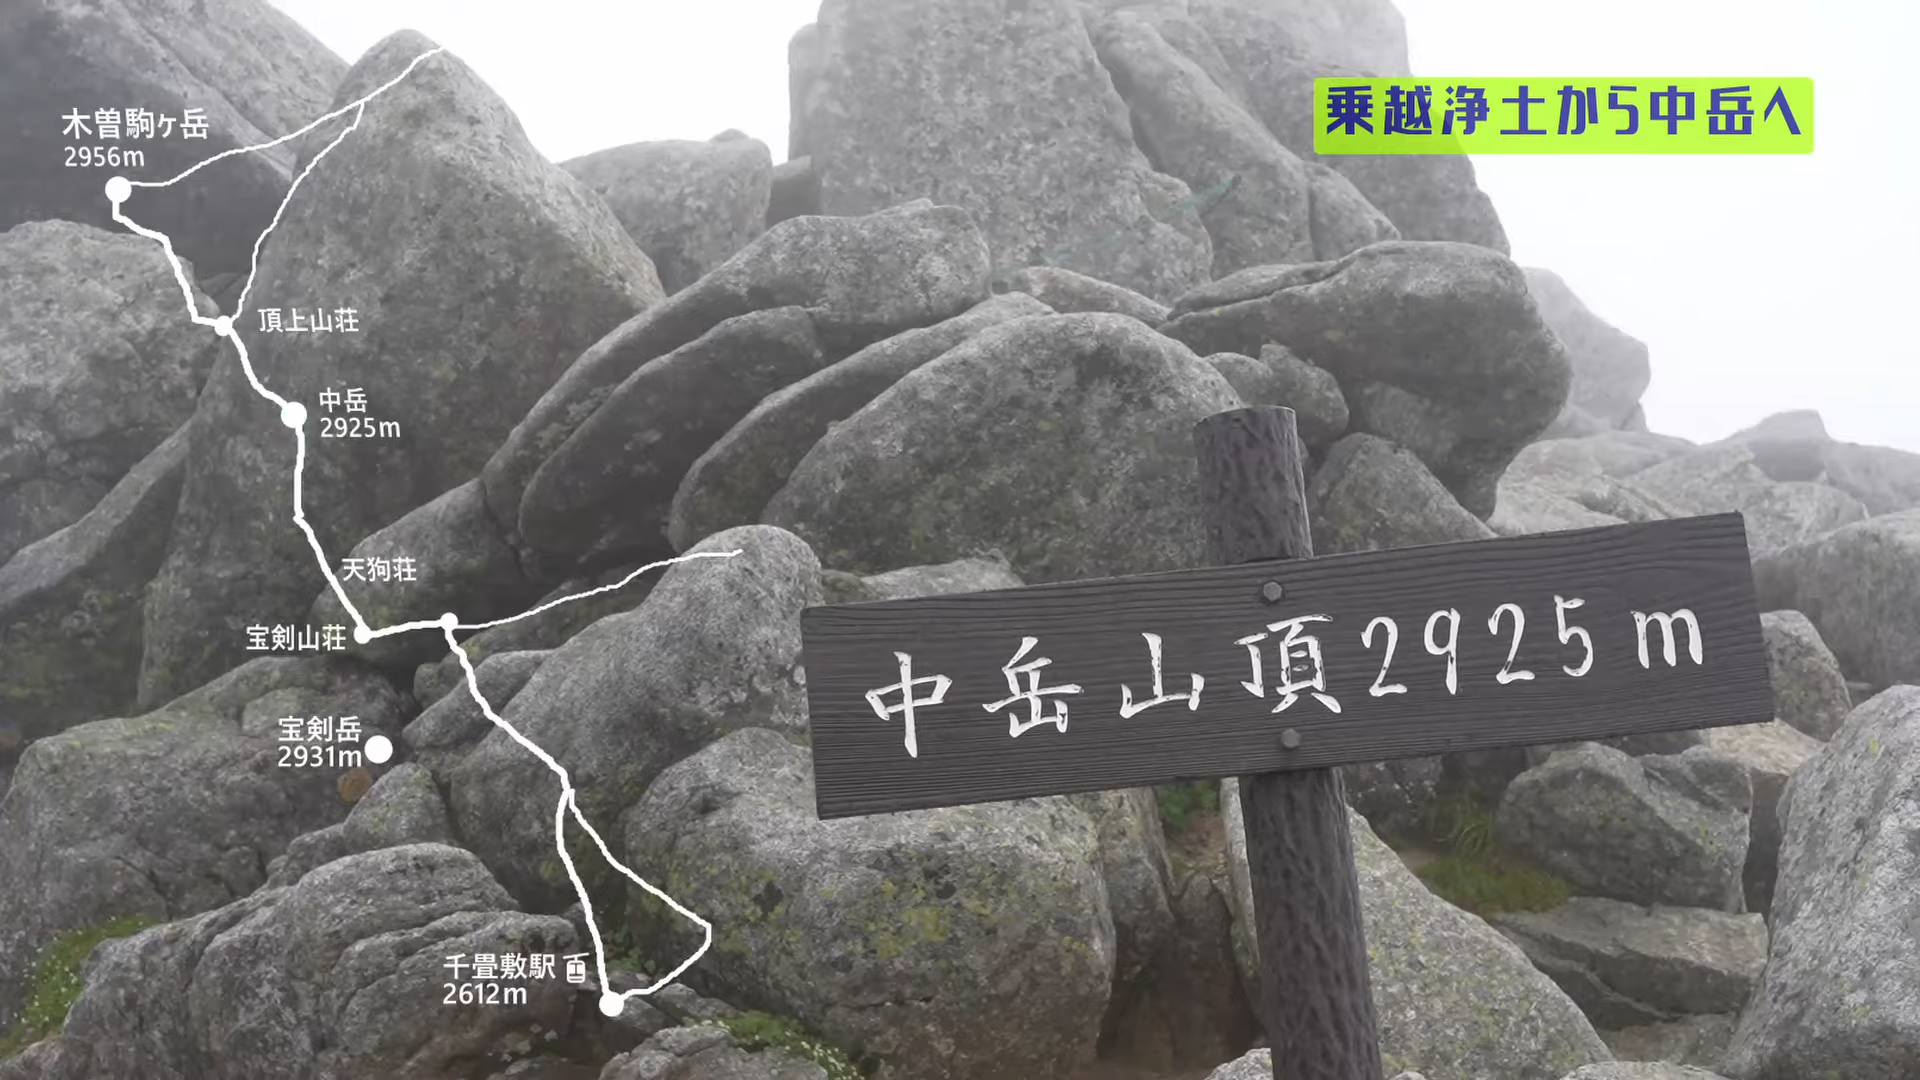 乗越浄土から中岳へ
木曽駒ヶ岳
2956m
頂上山荘
中岳
2925m
天狗荘
宝剣山荘
宝剣岳
2931m
千畳敷駅
2612m
中岳山頂2925m